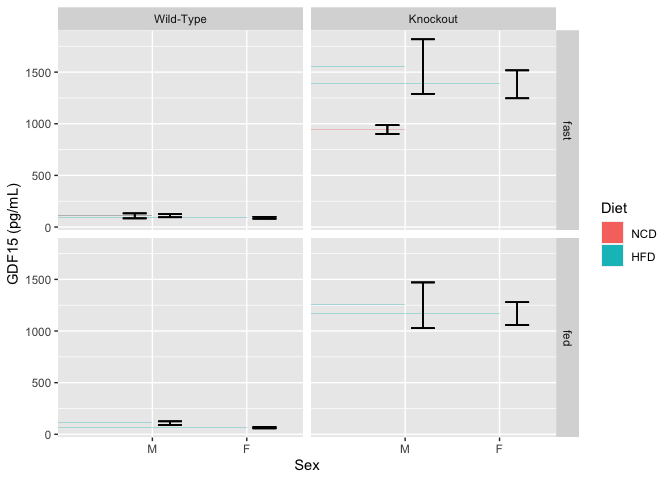 Wild-Type
Knockout
1500
1000
500
0
fast
GDF15 (pg/mL)
1500
1000
500
0
fed
M
F
M
F
Sex
Diet
NCD
HFD